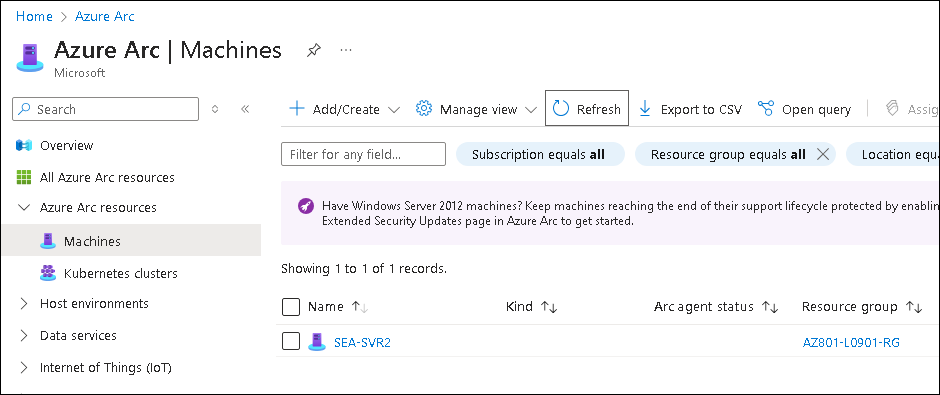 Home > Azure Arc
Azure Arc | Machines
Microsoft
Search
Add/Create
Manage view
Refresh
Export to CSV
Open query
Assig
Overview
All Azure Arc resources
Azure Arc resources
Machines
Kubernetes clusters
Host environments
Data services
Internet of Things (IoT)
Filter for any field...
Subscription equals all
Resource group equals all
Location equa
Have Windows Server 2012 machines? Keep machines reaching the end of their support lifecycle protected by enablin
Extended Security Updates page in Azure Arc to get started.
Showing 1 to 1 of 1 records.
Name
Kind
Arc agent status
Resource group
SEA-SVR2
AZ801-L0901-RG